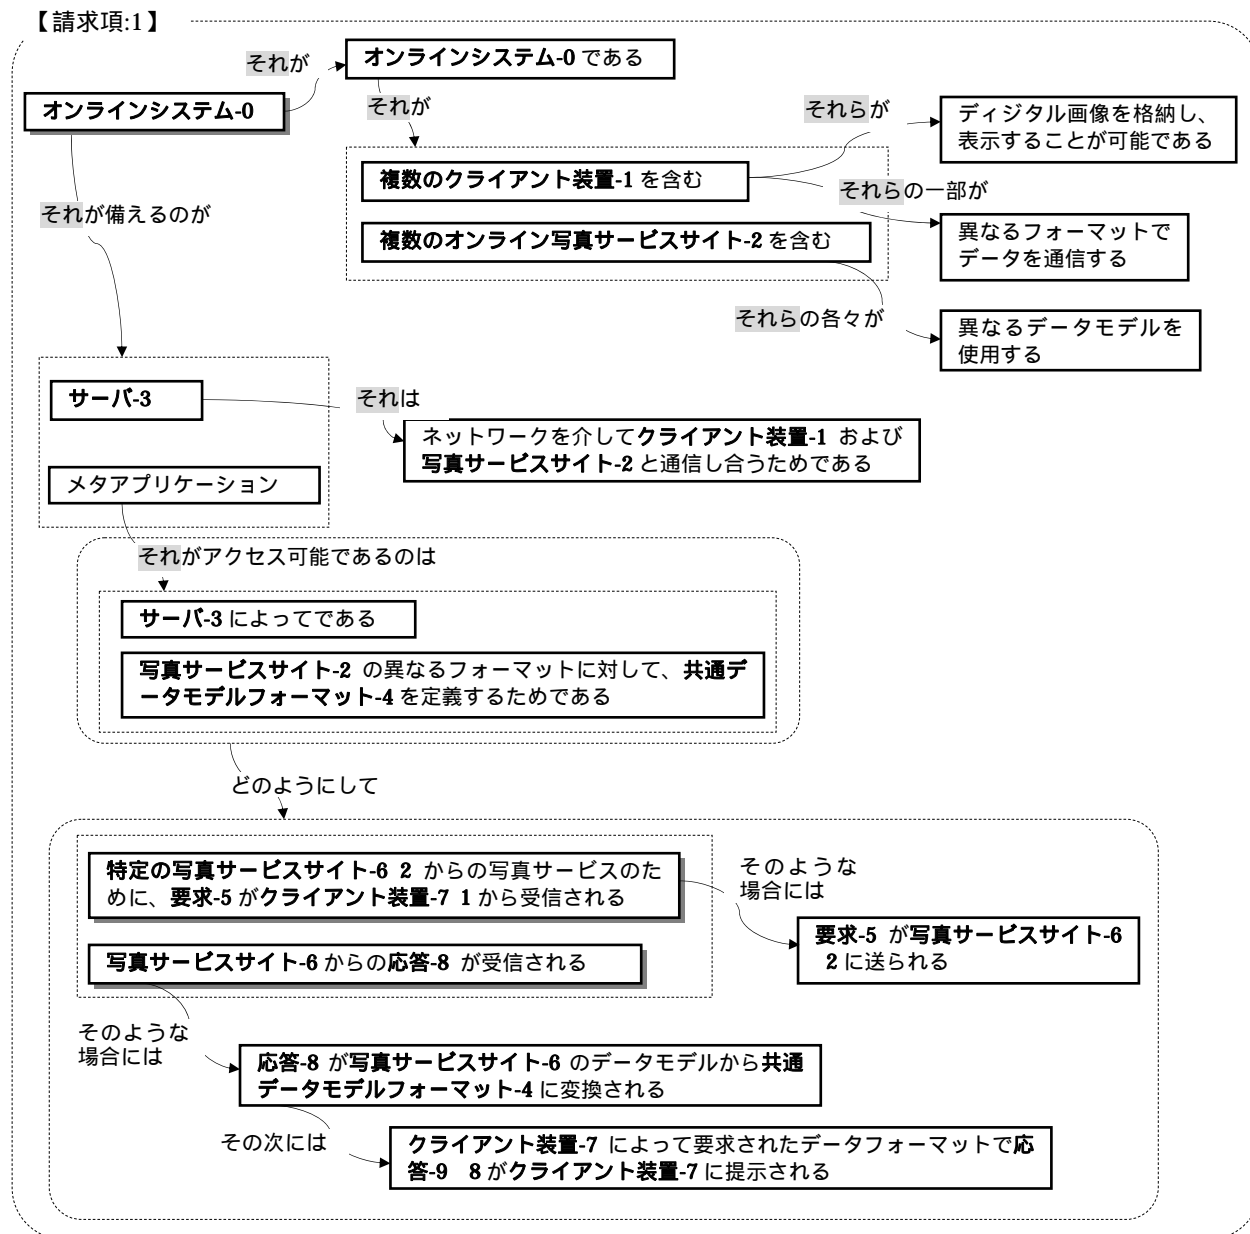 【請求項:1】
それが
オンラインシステム-0 である
オンラインシステム-0
それが
それらが
ディジタル画像を格納し、
表示することが可能である
複数のクライアント装置-1 を含む
それらの一部が
それが備えるのが
複数のオンライン写真サービスサイト-2 を含む
異なるフォーマットで
データを通信する
それらの各々が
異なるデータモデルを
使用する
サーバ-3
それは
ネットワークを介してクライアント装置-1 および
写真サービスサイト-2 と通信し合うためである
メタアプリケーション
それがアクセス可能であるのは
サーバ-3 によってである
写真サービスサイト-2 の異なるフォーマットに対して、共通デ
ータモデルフォーマット-4 を定義するためである
どのようにして
特定の写真サービスサイト-6 2 からの写真サービスのた
めに、要求-5 がクライアント装置-7 1 から受信される
そのような
場合には
要求-5 が写真サービスサイト-6
2 に送られる
写真サービスサイト-6 からの応答-8 が受信される
そのような
場合には
応答-8 が写真サービスサイト-6 のデータモデルから共通
データモデルフォーマット-4 に変換される
その次には
クライアント装置-7 によって要求されたデータフォーマットで応
答-9 8 がクライアント装置-7 に提示される